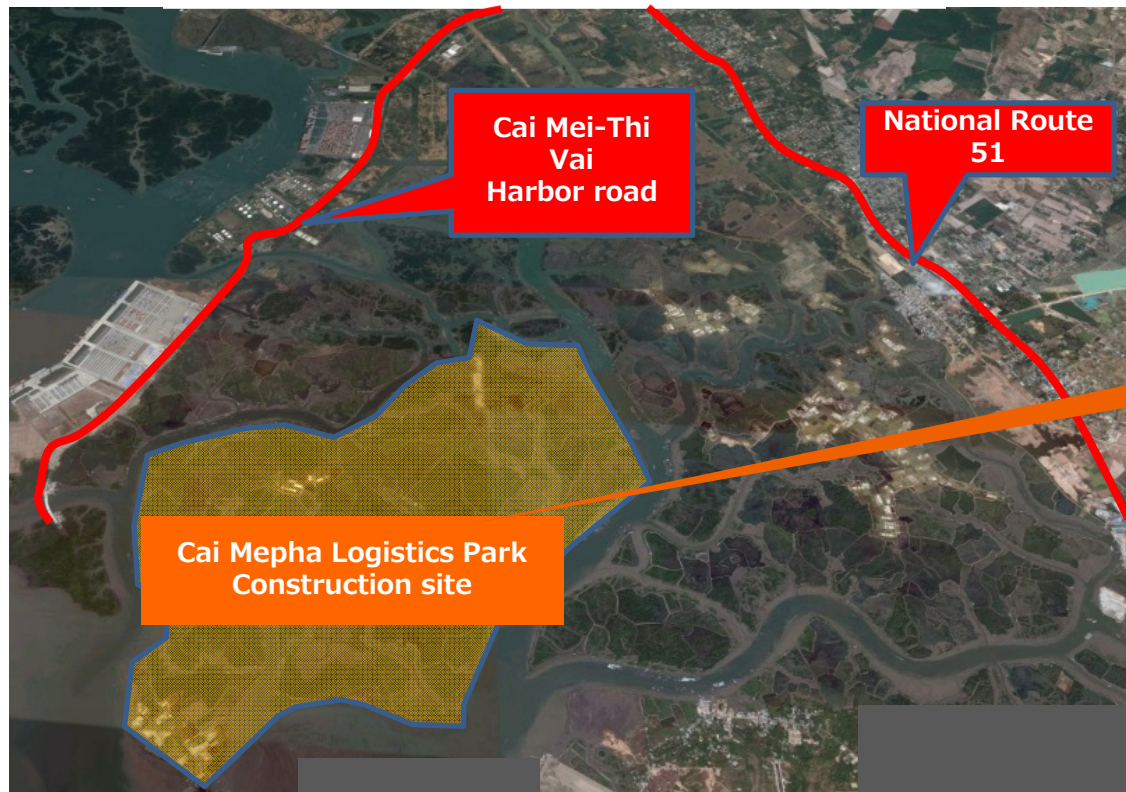 Cai Mei-Thi
Vai
Harbor road
National Route
51
Cai Mepha Logistics Park
Construction site